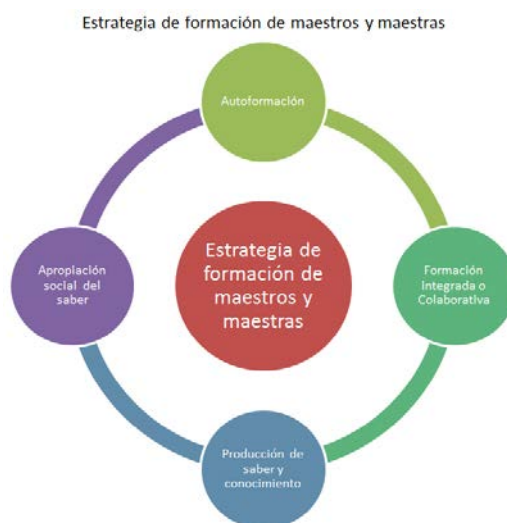 Estrategia de formación de maestros y maestras
Autoformación
Estrategia de
formación de
maestros y
maestras
Apropiación
social del
saber
Formación
Integrada o
Colaborativa
Producción de
saber y
conocimiento